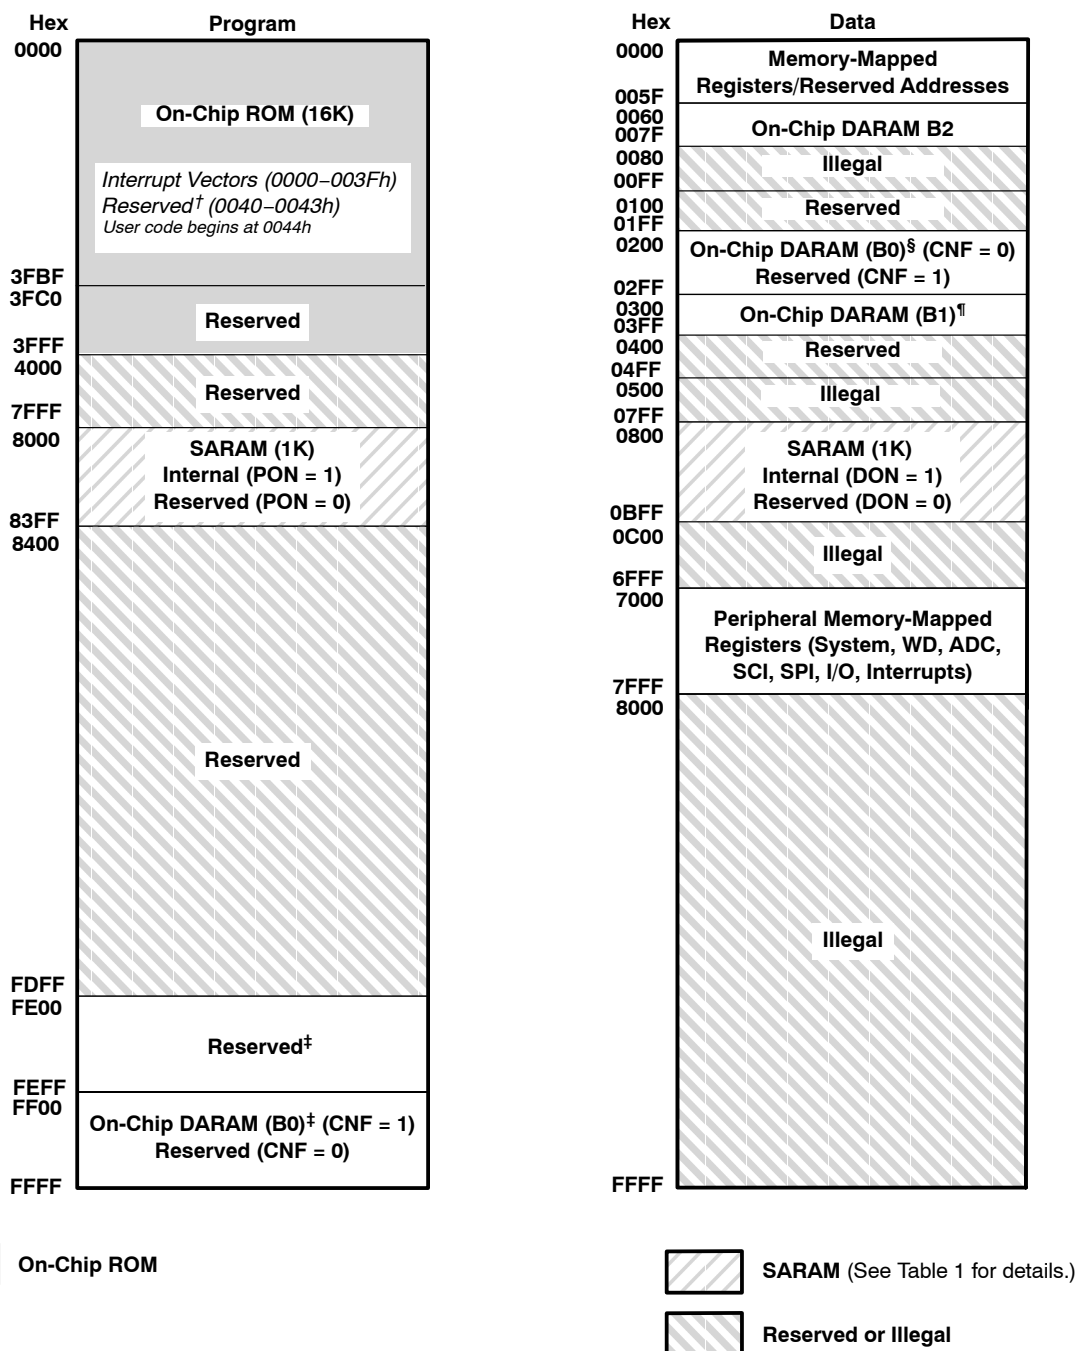 Hex Program
0000
On-Chip ROM (16K)
Interrupt Vectors (0000–003Fh)
Reserved† (0040–0043h)
User code begins at 0044h
3FBF
3FC0
Reserved
3FFF
4000
Reserved
7FFF
8000
SARAM (1K)
Internal (PON = 1)
Reserved (PON = 0)
83FF
8400
Reserved
FDFF
FE00
Reserved‡
FEFF
FF00
On-Chip DARAM (B0)‡ (CNF = 1)
Reserved (CNF = 0)
FFFF
Hex Data
0000
Memory-Mapped
Registers/Reserved Addresses
005F
0060
On-Chip DARAM B2
007F
0080
Illegal
00FF
0100
Reserved
01FF
0200
On-Chip DARAM (B0)§ (CNF = 0)
Reserved (CNF = 1)
02FF
0300
On-Chip DARAM (B1)¶
03FF
0400
Reserved
04FF
0500
Illegal
07FF
0800
SARAM (1K)
Internal (DON = 1)
Reserved (DON = 0)
0BFF
0C00
Illegal
6FFF
7000
Peripheral Memory-Mapped
Registers (System, WD, ADC,
SCI, SPI, I/O, Interrupts)
7FFF
8000
Illegal
FFFF
On-Chip ROM
SARAM (See Table 1 for details.)
Reserved or Illegal